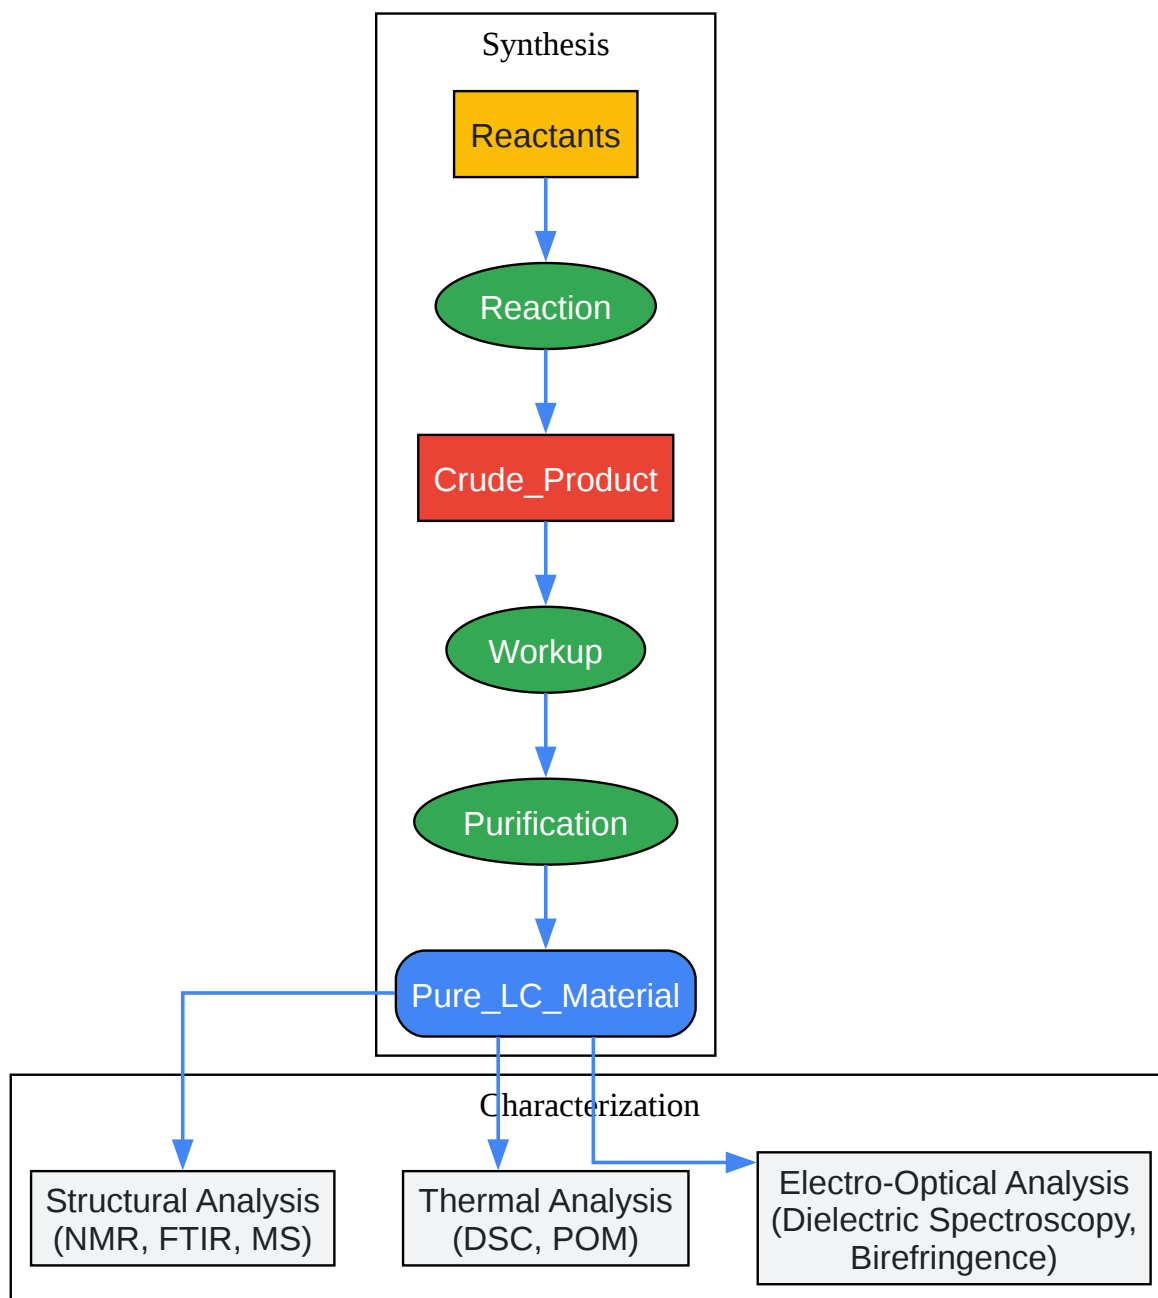 Synthesis
Reactants
Reaction
Crude_Product
Workup
Purification
Pure_LC_Material
Characterization
Structural Analysis
(NMR, FTIR, MS)
Thermal Analysis
(DSC, POM)
Electro-Optical Analysis
(Dielectric Spectroscopy,
Birefringence)